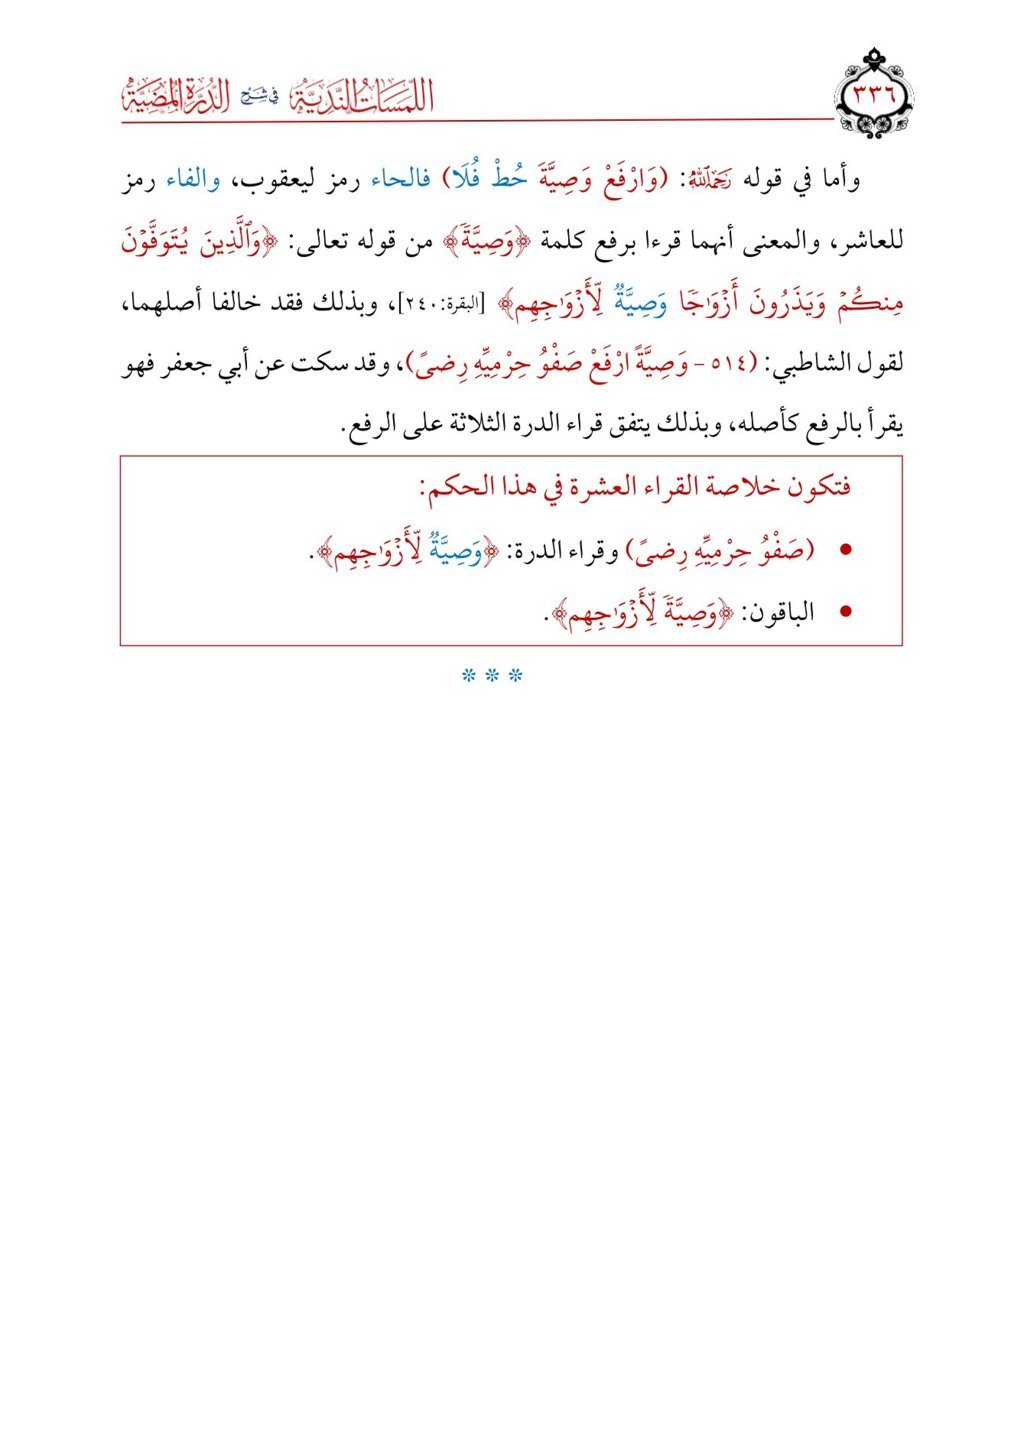 ٣٣٦
اللمسات الندية في شرح الدرة المضية
وأما في قوله رَحِمَهُ اللَّهُ: (وَارْفَعْ وَصِيَّةَ حُطْ فُلَا) فالحاء رمز ليعقوب، والفاء رمز
للعاشر، والمعنى أنهما قرءا برفع كلمة ﴿وَصِيَّةٗ﴾ من قوله تعالى: ﴿وَٱلَّذِينَ يُتَوَفَّوۡنَ
مِنكُمۡ وَيَذَرُونَ أَزۡوَٰجٗا وَصِيَّةٞ لِّأَزۡوَٰجِهِم﴾ [البقرة:٢٤٠]، وبذلك فقد خالفا أصلهما،
لقول الشاطبي: (٥١٤ - وَصِيَّةً ارْفَعْ صَفْوُ حِرْمِيِّهِ رِضىً)، وقد سكت عن أبي جعفر فهو
يقرأ بالرفع كأصله، وبذلك يتفق قراء الدرة الثلاثة على الرفع.
فتكون خلاصة القراء العشرة في هذا الحكم:
• (صَفْوُ حِرْمِيِّهِ رِضىً) وقراء الدرة: ﴿وَصِيَّةٞ لِّأَزۡوَٰجِهِم﴾.
• الباقون: ﴿وَصِيَّةٗ لِّأَزۡوَٰجِهِم﴾.
* * *